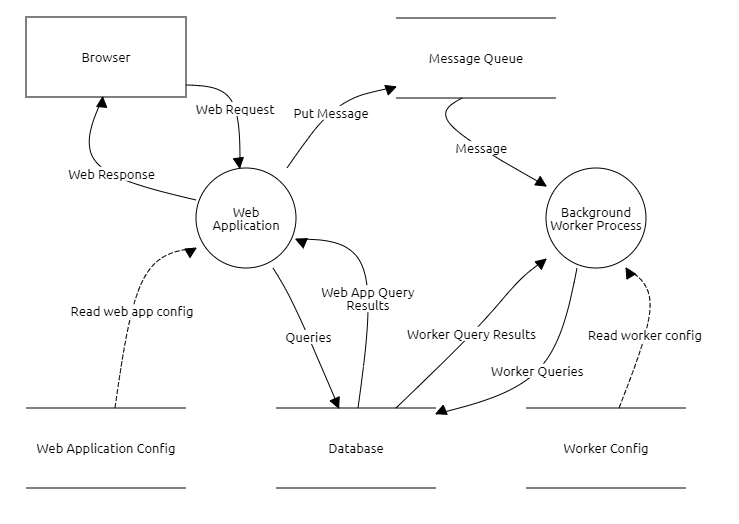 Browser
Message Queue
Web Request
Put Message
Message
Web Response
Web
Application
Background
Worker Process
Web App Query
Results
Read web app config
Queries
Worker Query Results
Read worker config
Worker Queries
Web Application Config
Database
Worker Config